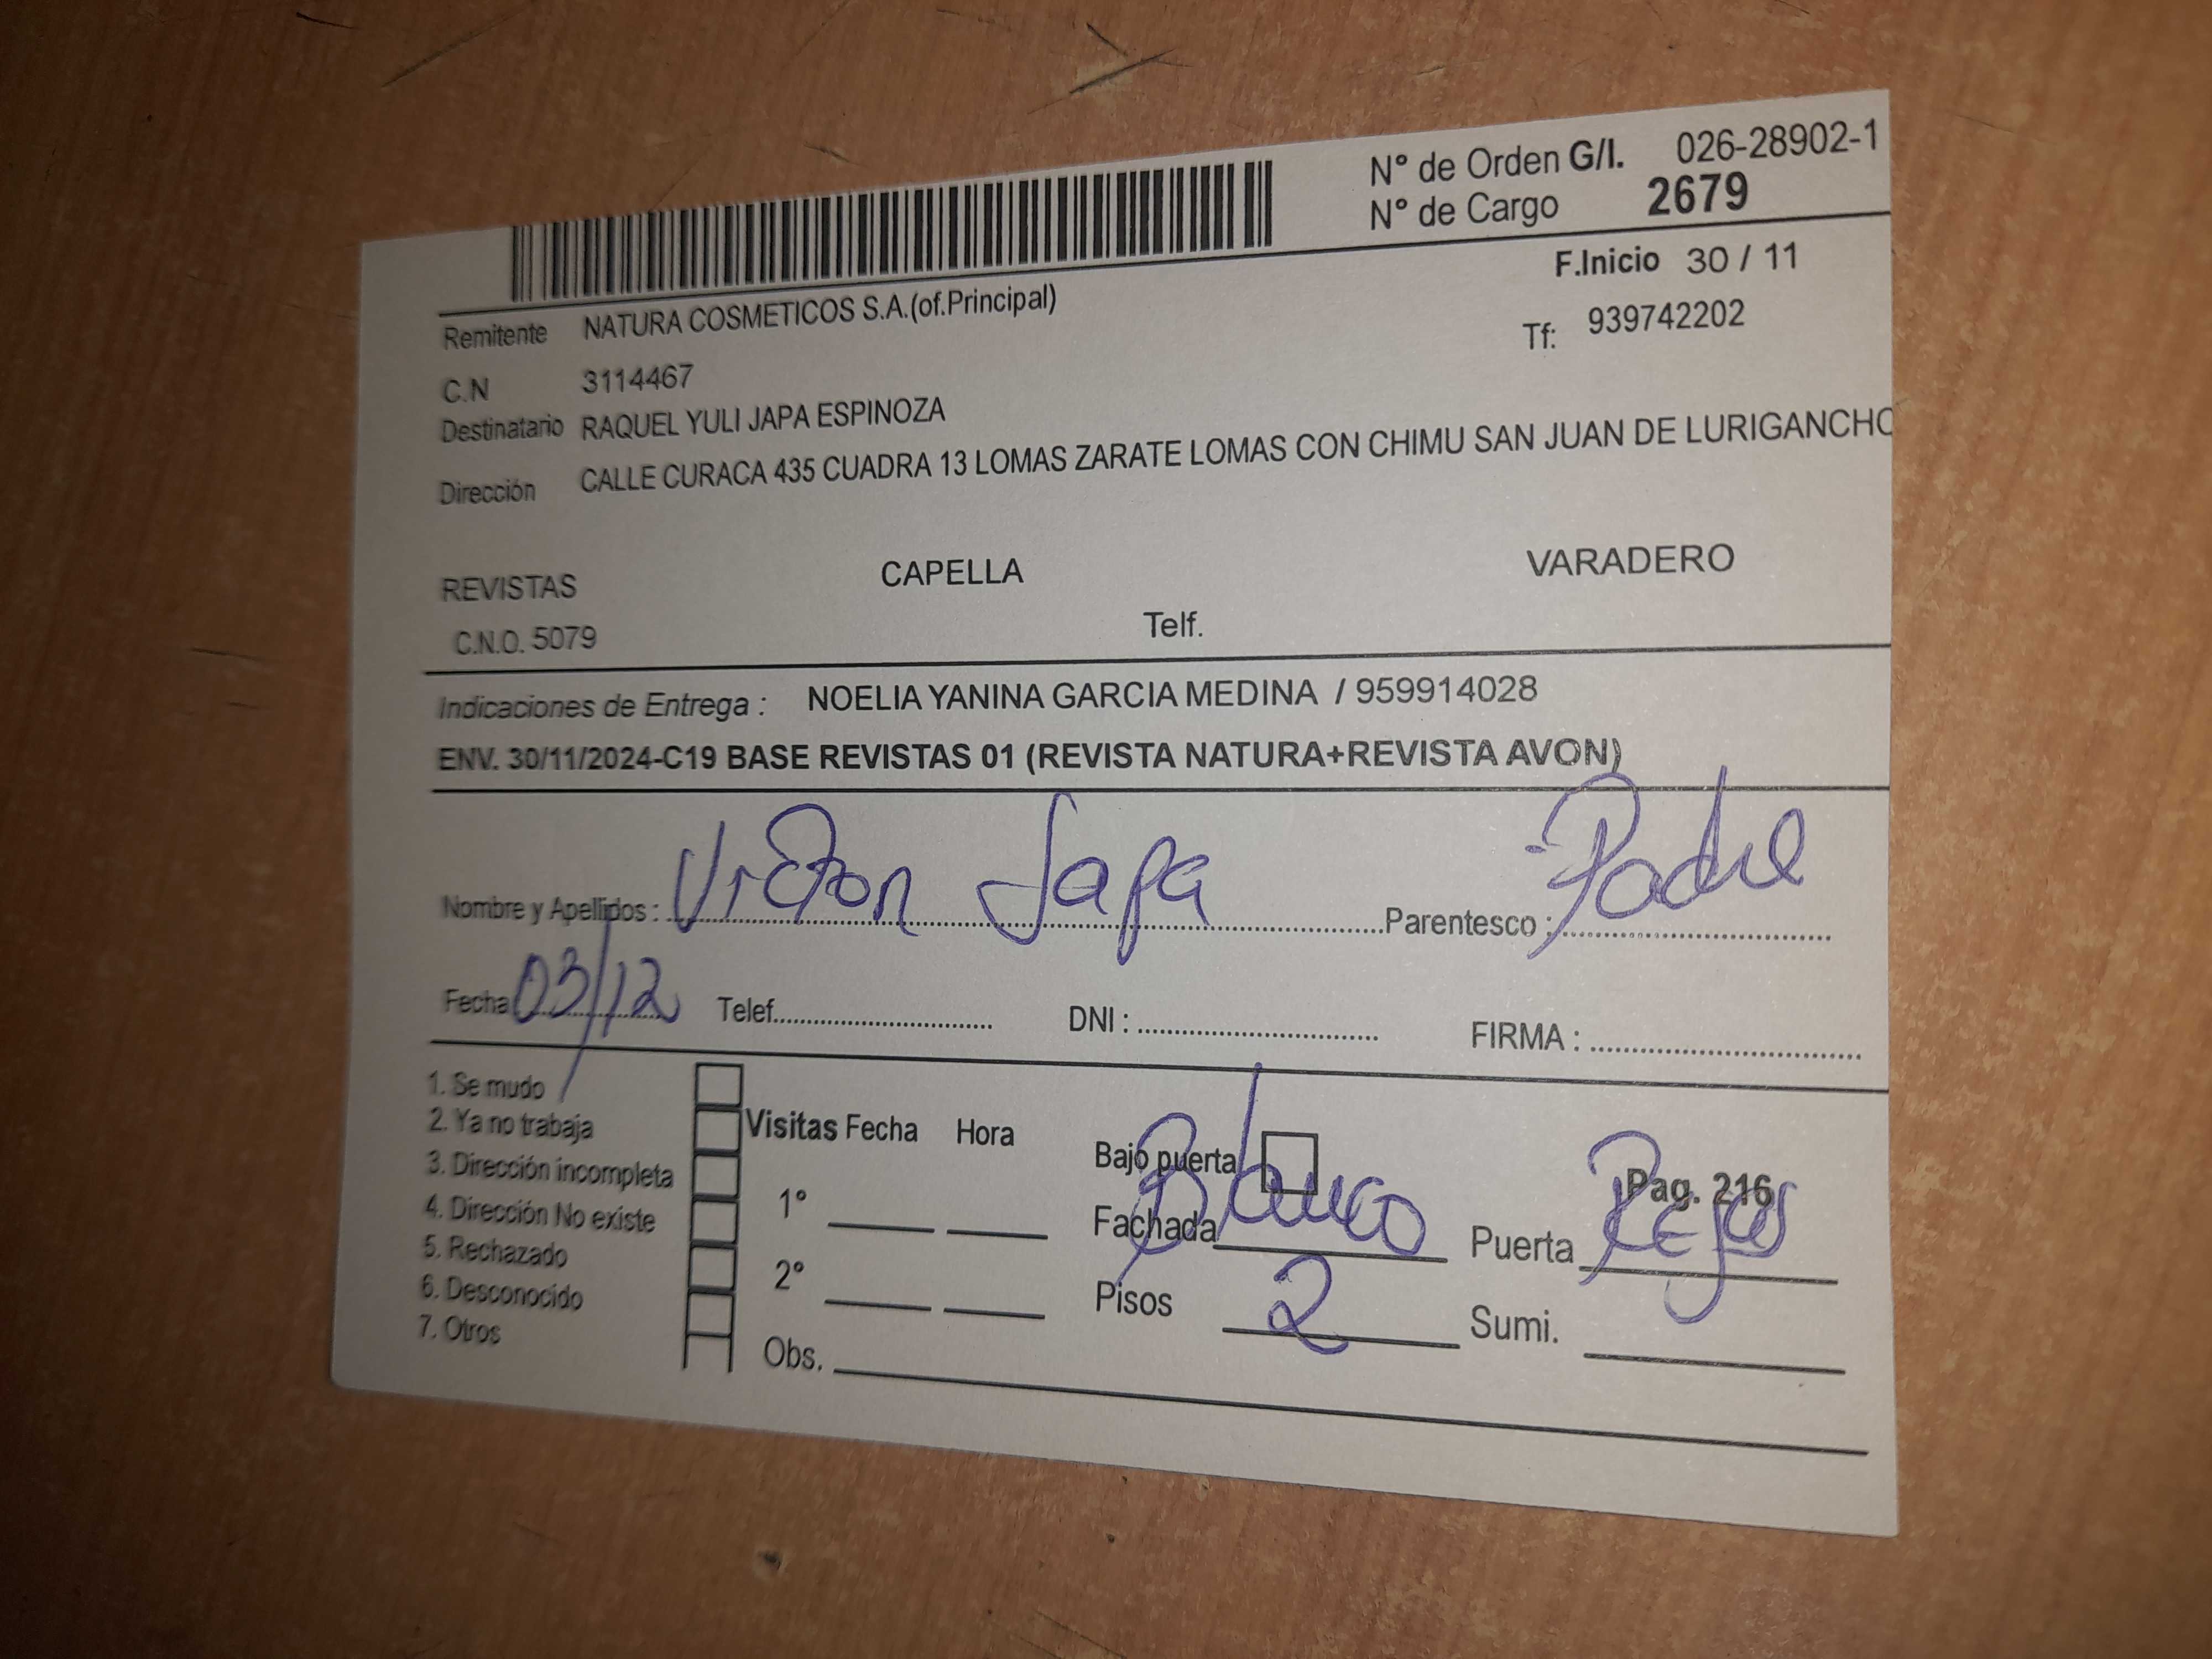 N° de Orden G/I. 026-28902-1
N° de Cargo 2679
F.Inicio 30 / 11
Remitente NATURA COSMETICOS S.A.(of.Principal)
Tf: 939742202
C.N 3114467
Destinatario RAQUEL YULI JAPA ESPINOZA
Dirección CALLE CURACA 435 CUADRA 13 LOMAS ZARATE LOMAS CON CHIMU SAN JUAN DE LURIGANCHO
REVISTAS CAPELLA VARADERO
C.N.O. 5079 Telf.
Indicaciones de Entrega : NOELIA YANINA GARCIA MEDINA / 959914028
ENV. 30/11/2024-C19 BASE REVISTAS 01 (REVISTA NATURA+REVISTA AVON)
Nombre y Apellidos : Victor Japa Parentesco : Padre
Fecha 03/12 Telef. DNI : FIRMA :
1. Se mudo
2. Ya no trabaja
3. Dirección incompleta
4. Dirección No existe
5. Rechazado
6. Desconocido
7. Otros
Visitas Fecha Hora
1°
2°
Obs.
Bajo puerta Pag. 216
Fachada Blanco Puerta Rejas
Pisos 2 Sumi.